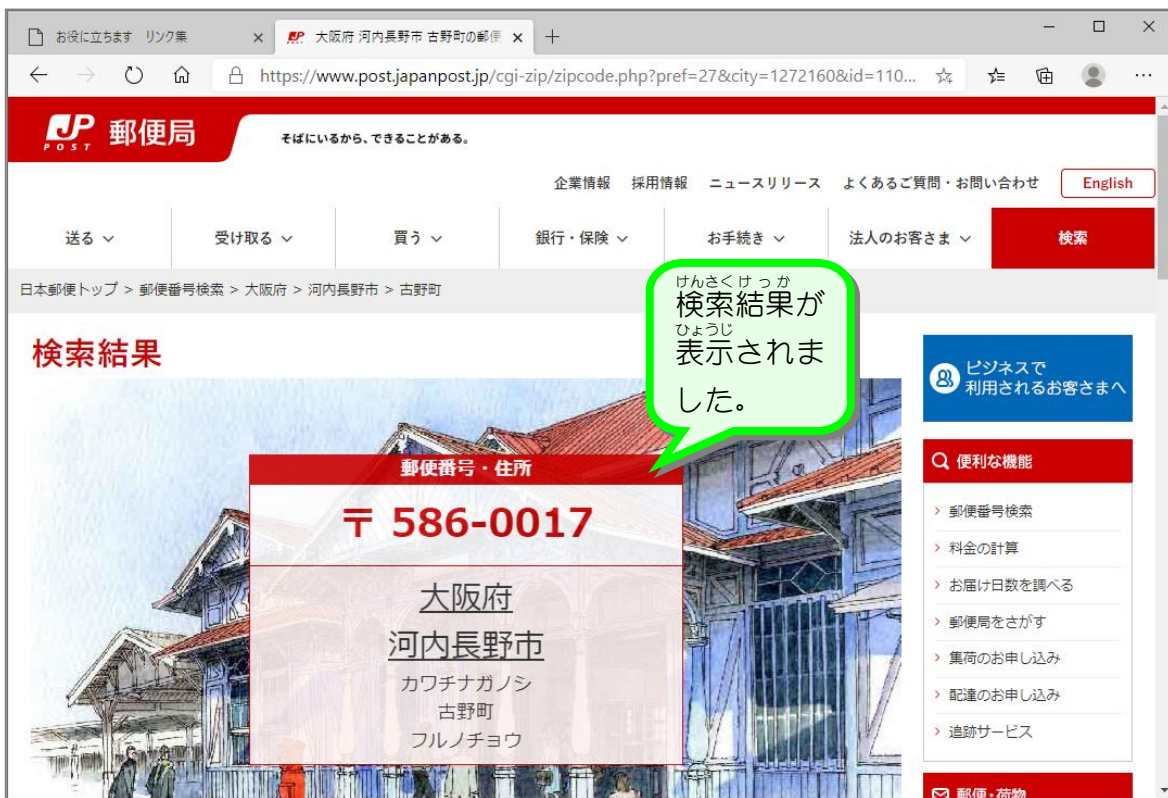 お役に立ちます リンク集
大阪府 河内長野市 古野町の郵便
https://www.post.japanpost.jp/cgi-zip/zipcode.php?pref=27&city=1272160&id=110...
JP
POST
郵便局
そばにいるから、できることがある。
企業情報 採用情報 ニュースリリース よくあるご質問・お問い合わせ English
送る 受け取る 買う 銀行・保険 お手続き 法人のお客さま 検索
日本郵便トップ > 郵便番号検索 > 大阪府 > 河内長野市 > 古野町
けんさくけっか
検索結果が
ひょうじ
表示されま
した。
検索結果
ビジネスで
利用されるお客さまへ
郵便番号・住所
〒 586-0017
大阪府
河内長野市
カワチナガノシ
古野町
フルノチョウ
便利な機能
郵便番号検索
料金の計算
お届け日数を調べる
郵便局をさがす
集荷のお申し込み
配達のお申し込み
追跡サービス
郵便・荷物